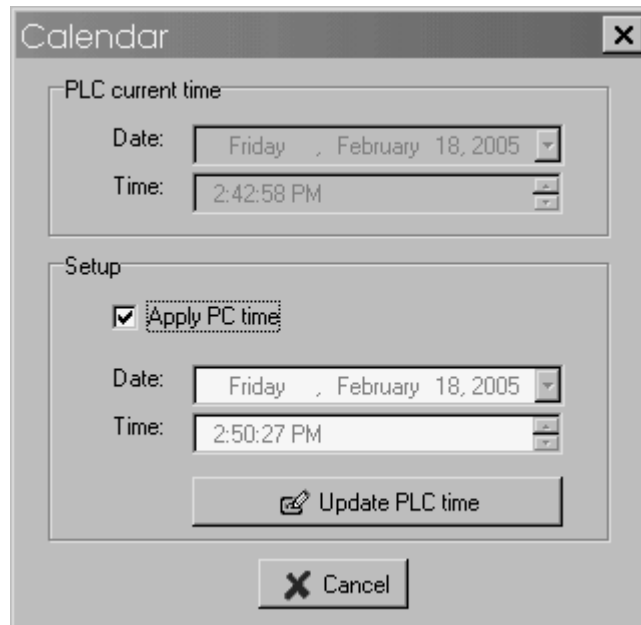 Calendar
PLC current time
Date: Friday , February 18, 2005
Time: 2:42:58 PM
Setup
Apply PC time
Date: Friday , February 18, 2005
Time: 2:50:27 PM
Update PLC time
Cancel